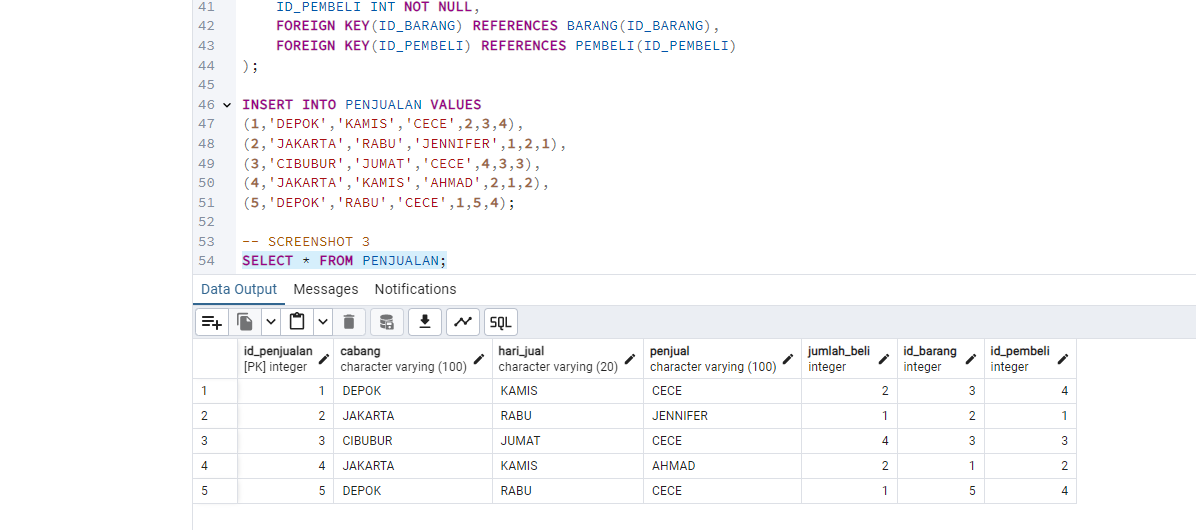 41 ID_PEMBELI INT NOT NULL,
42 FOREIGN KEY(ID_BARANG) REFERENCES BARANG(ID_BARANG),
43 FOREIGN KEY(ID_PEMBELI) REFERENCES PEMBELI(ID_PEMBELI)
44 );
45
46 INSERT INTO PENJUALAN VALUES
47 (1,'DEPOK','KAMIS','CECE',2,3,4),
48 (2,'JAKARTA','RABU','JENNIFER',1,2,1),
49 (3,'CIBUBUR','JUMAT','CECE',4,3,3),
50 (4,'JAKARTA','KAMIS','AHMAD',2,1,2),
51 (5,'DEPOK','RABU','CECE',1,5,4);
52
53 -- SCREENSHOT 3
54 SELECT * FROM PENJUALAN;
Data Output Messages Notifications
SQL
id_penjualan cabang hari_jual penjual jumlah_beli id_barang id_pembeli
[PK] integer character varying (100) character varying (20) character varying (100) integer integer integer
1 1 DEPOK KAMIS CECE 2 3 4
2 2 JAKARTA RABU JENNIFER 1 2 1
3 3 CIBUBUR JUMAT CECE 4 3 3
4 4 JAKARTA KAMIS AHMAD 2 1 2
5 5 DEPOK RABU CECE 1 5 4